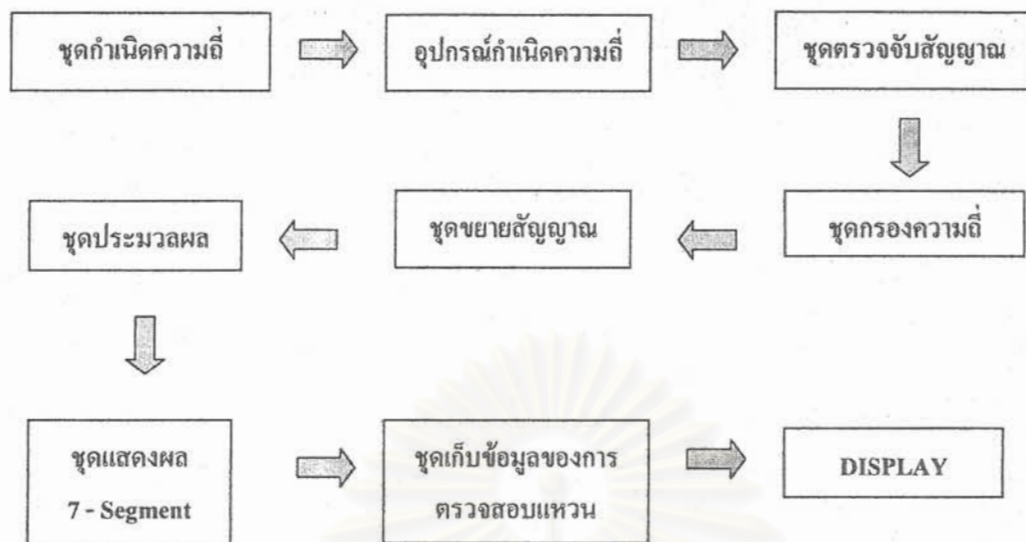 ชุดกำเนิดความถี่
อุปกรณ์กำเนิดความถี่
ชุดตรวจจับสัญญาณ
ชุดกรองความถี่
ชุดขยายสัญญาณ
ชุดประมวลผล
ชุดแสดงผล
7 - Segment
ชุดเก็บข้อมูลของการ
ตรวจสอบแหวน
DISPLAY